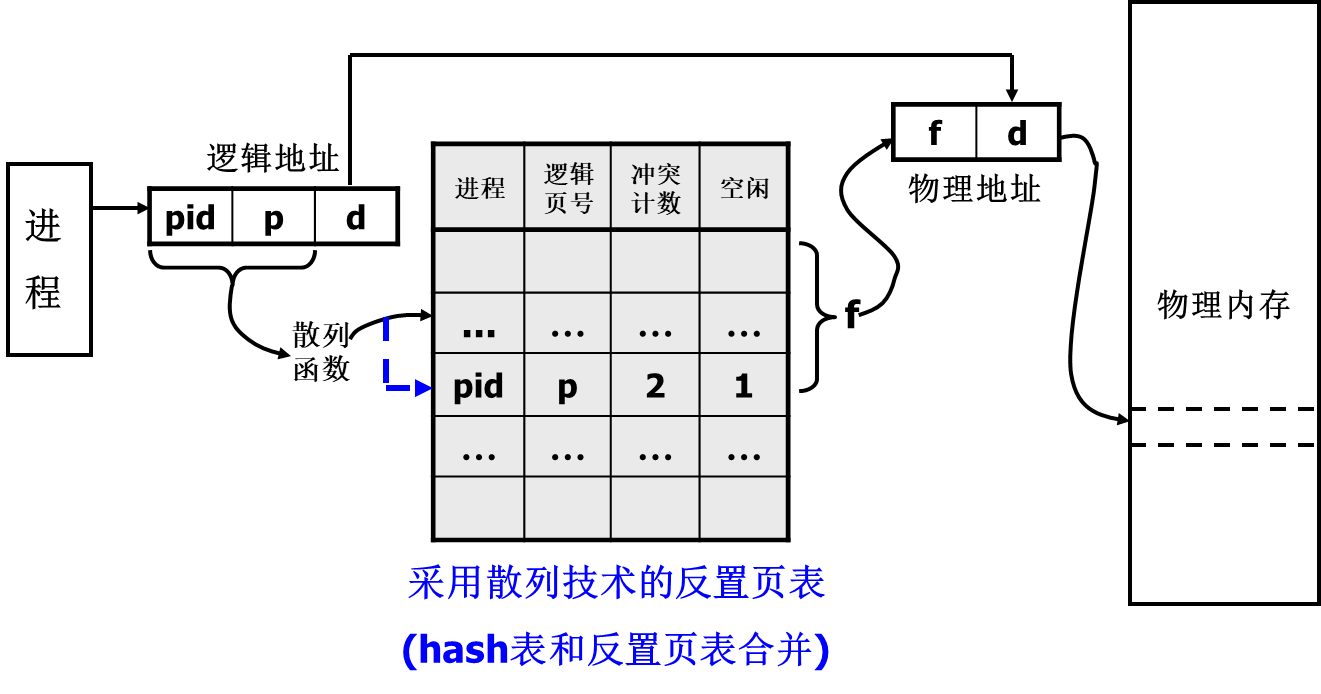 进程
逻辑地址
pid p d
散列
函数
进程 逻辑页号 冲突计数 空闲
... ... ... ...
pid p 2 1
... ... ... ...
f
f d
物理地址
物理内存
采用散列技术的反置页表
(hash表和反置页表合并)